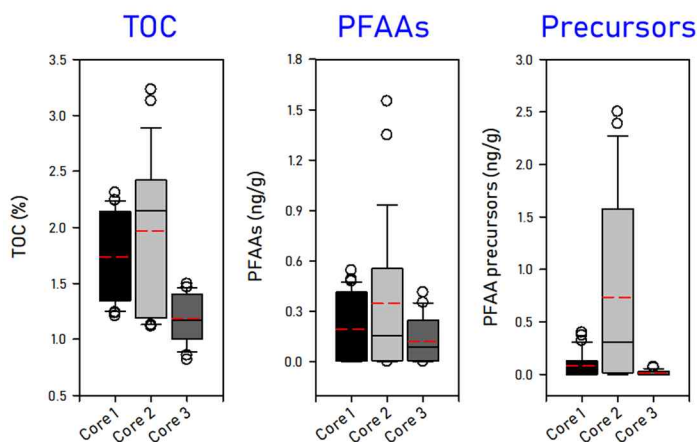 TOC
PFAAs
Precursors
TOC (%)
3.5
3.0
2.5
2.0
1.5
1.0
0.5
Core 1
Core 2
Core 3
PFAAs (ng/g)
1.8
1.5
1.2
0.9
0.6
0.3
0.0
Core 1
Core 2
Core 3
PFAA precursors (ng/g)
3.0
2.5
2.0
1.5
1.0
0.5
0.0
Core 1
Core 2
Core 3